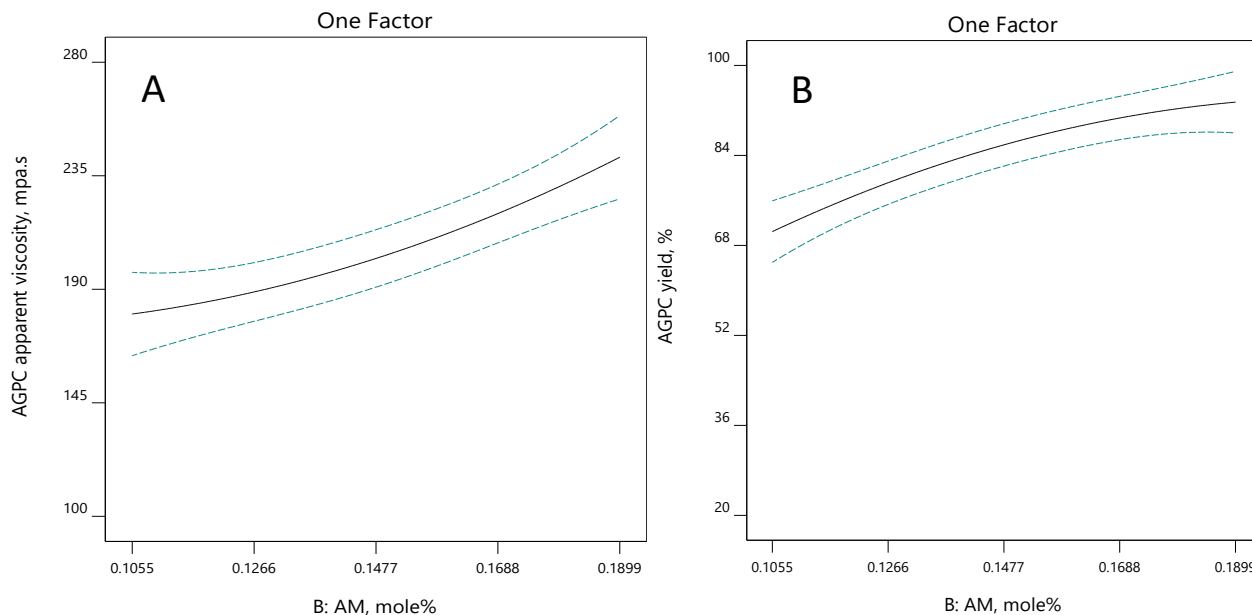 One Factor
A
280
235
190
145
100
AGPC apparent viscosity, mpa.s
0.1055
0.1266
0.1477
0.1688
0.1899
B: AM, mole%
One Factor
B
100
84
68
52
36
20
AGPC yield, %
0.1055
0.1266
0.1477
0.1688
0.1899
B: AM, mole%